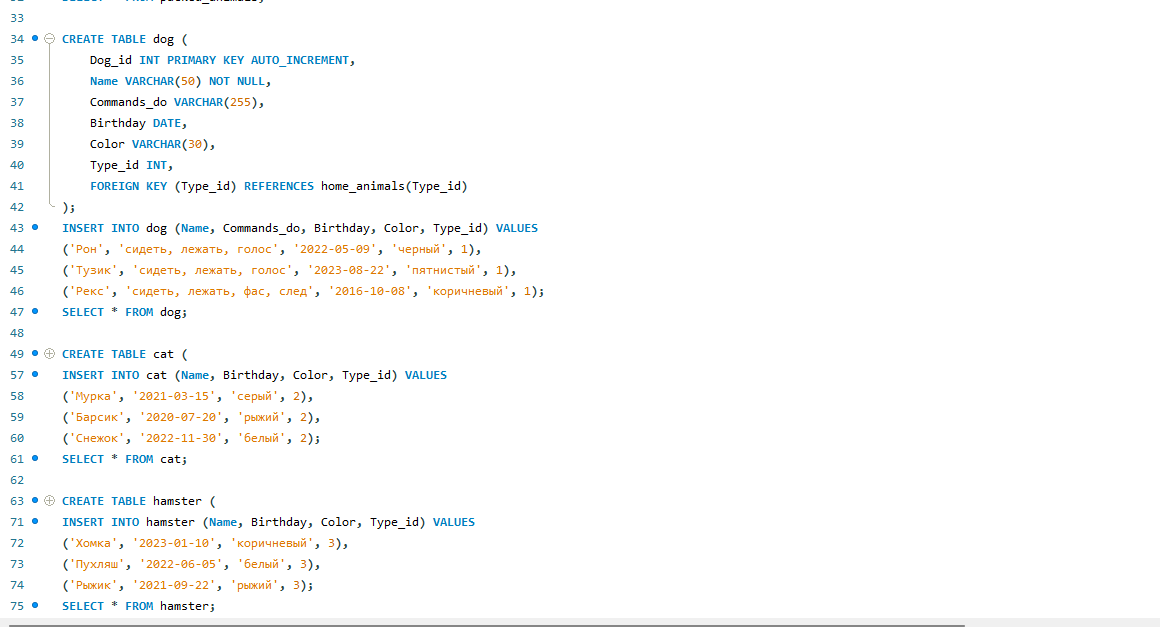 33
34 CREATE TABLE dog (
35 Dog_id INT PRIMARY KEY AUTO_INCREMENT,
36 Name VARCHAR(50) NOT NULL,
37 Commands_do VARCHAR(255),
38 Birthday DATE,
39 Color VARCHAR(30),
40 Type_id INT,
41 FOREIGN KEY (Type_id) REFERENCES home_animals(Type_id)
42 );
43 INSERT INTO dog (Name, Commands_do, Birthday, Color, Type_id) VALUES
44 ('Рон', 'сидеть, лежать, голос', '2022-05-09', 'черный', 1),
45 ('Тузик', 'сидеть, лежать, голос', '2023-08-22', 'пятнистый', 1),
46 ('Рекс', 'сидеть, лежать, фас, след', '2016-10-08', 'коричневый', 1);
47 SELECT * FROM dog;
48
49 CREATE TABLE cat (
57 INSERT INTO cat (Name, Birthday, Color, Type_id) VALUES
58 ('Мурка', '2021-03-15', 'серый', 2),
59 ('Барсик', '2020-07-20', 'рыжий', 2),
60 ('Снежок', '2022-11-30', 'белый', 2);
61 SELECT * FROM cat;
62
63 CREATE TABLE hamster (
71 INSERT INTO hamster (Name, Birthday, Color, Type_id) VALUES
72 ('Хомка', '2023-01-10', 'коричневый', 3),
73 ('Пухляш', '2022-06-05', 'белый', 3),
74 ('Рыжик', '2021-09-22', 'рыжий', 3);
75 SELECT * FROM hamster;